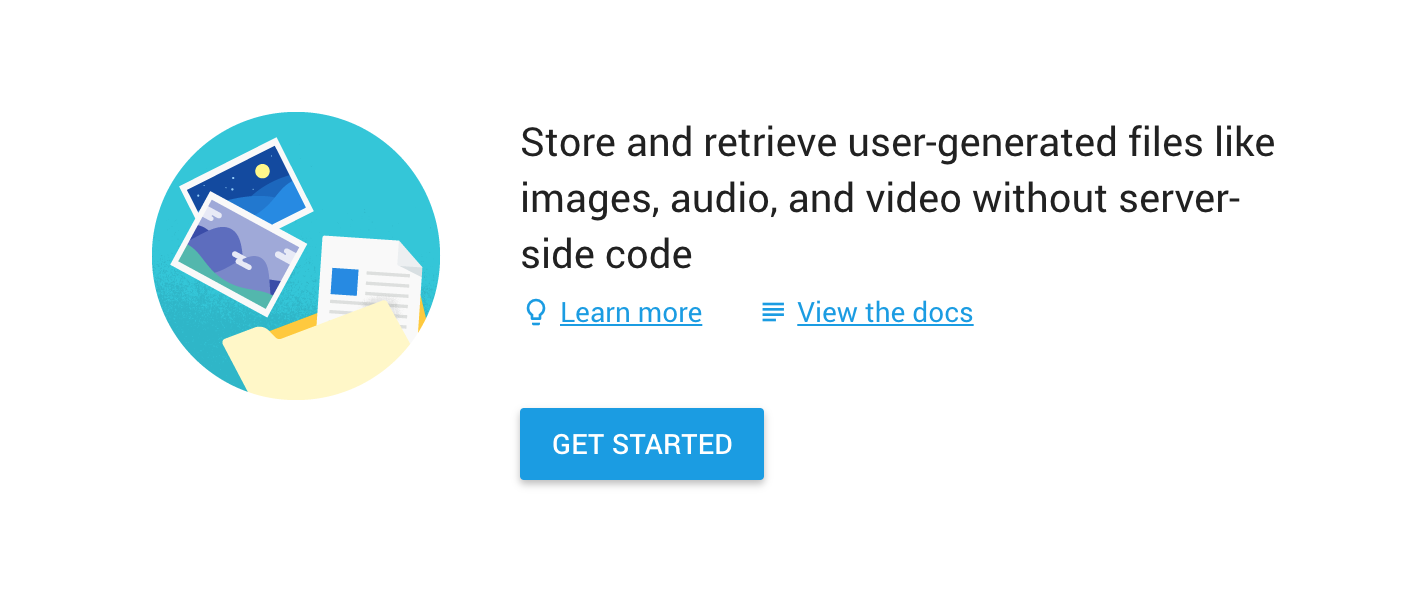 Store and retrieve user-generated files like
images, audio, and video without server-
side code
Learn more
View the docs
GET STARTED